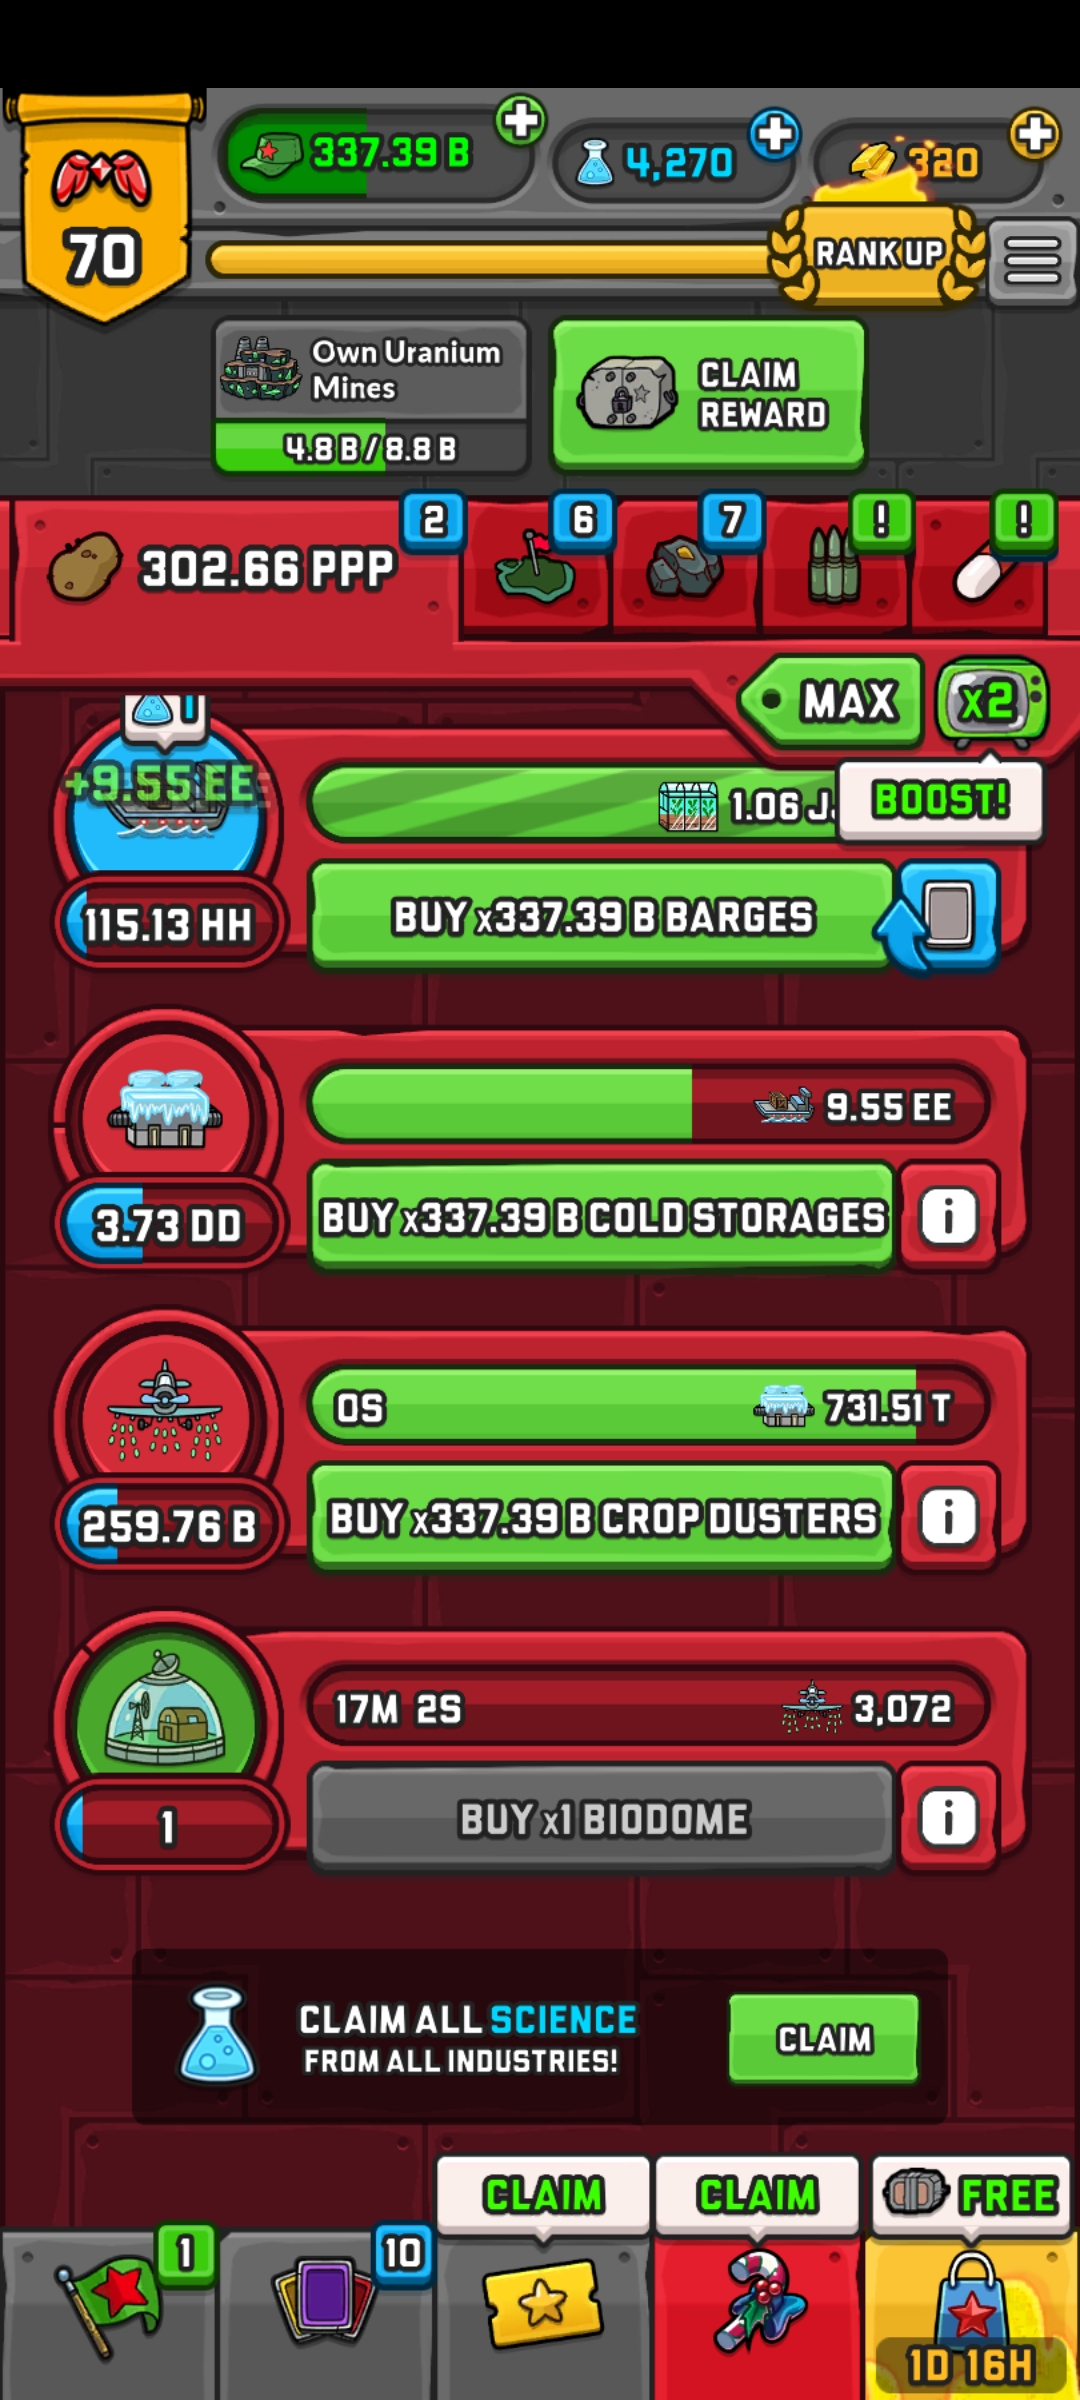 70
337.39 B
4,270
320
RANK UP
Own Uranium
Mines
4.8 B / 8.8 B
CLAIM
REWARD
302.66 PPP
2
6
7
!
!
MAX
x2
BOOST!
+9.55 EE
1.06 J
115.13 HH
BUY x337.39 B BARGES
9.55 EE
3.73 DD
BUY x337.39 B COLD STORAGES
i
0S
731.51 T
259.76 B
BUY x337.39 B CROP DUSTERS
i
17M 2S
3,072
1
BUY x1 BIODOME
i
CLAIM ALL SCIENCE
FROM ALL INDUSTRIES!
CLAIM
CLAIM
CLAIM
FREE
1
10
1D 16H